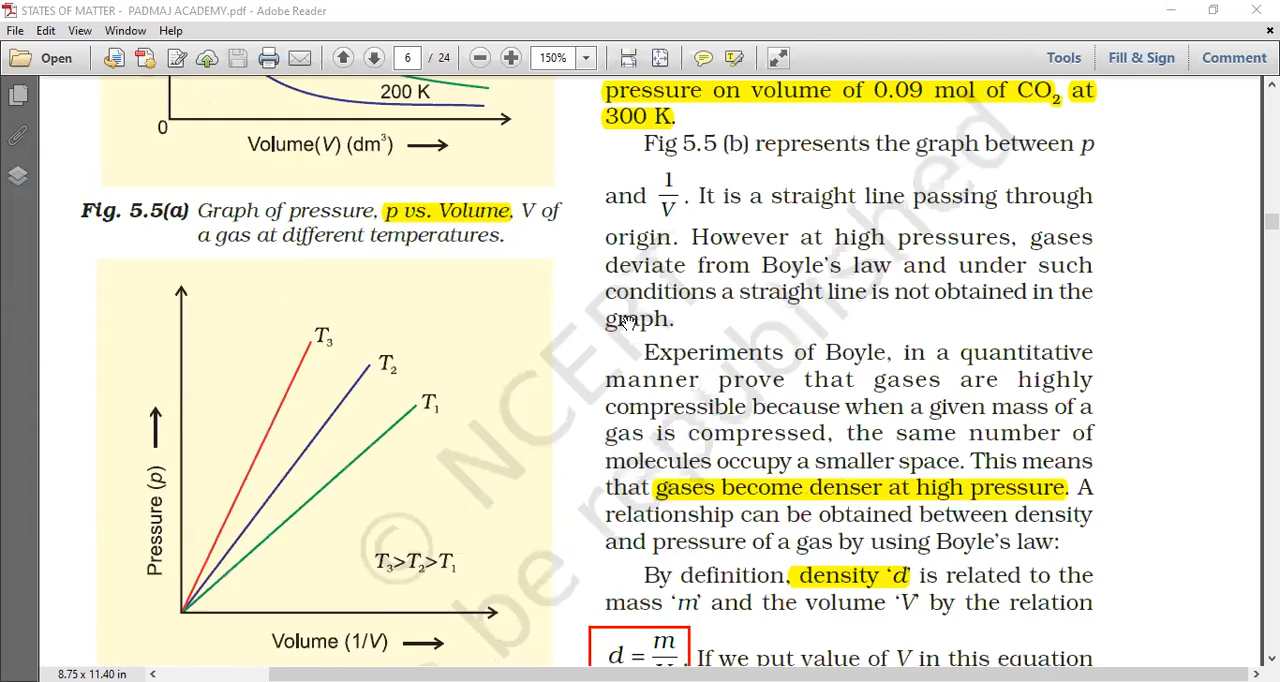 STATES OF MATTER - PADMAJ ACADEMY.pdf - Adobe Reader
File Edit View Window Help
Open 6 / 24 150% Tools Fill & Sign Comment
200 K
0
Volume(V) (dm³)
Fig. 5.5(a) Graph of pressure, p vs. Volume, V of
a gas at different temperatures.
T₃
T₂
T₁
Pressure (p)
T₃>T₂>T₁
Volume (1/V)
pressure on volume of 0.09 mol of CO₂ at
300 K.
Fig 5.5 (b) represents the graph between p
and 1/V. It is a straight line passing through
origin. However at high pressures, gases
deviate from Boyle's law and under such
conditions a straight line is not obtained in the
graph.
Experiments of Boyle, in a quantitative
manner prove that gases are highly
compressible because when a given mass of a
gas is compressed, the same number of
molecules occupy a smaller space. This means
that gases become denser at high pressure. A
relationship can be obtained between density
and pressure of a gas by using Boyle's law:
By definition, density ‘d’ is related to the
mass ‘m’ and the volume ‘V’ by the relation
d = m
. If we put value of V in this equation
© NCERT
be republished
8.75 x 11.40 in